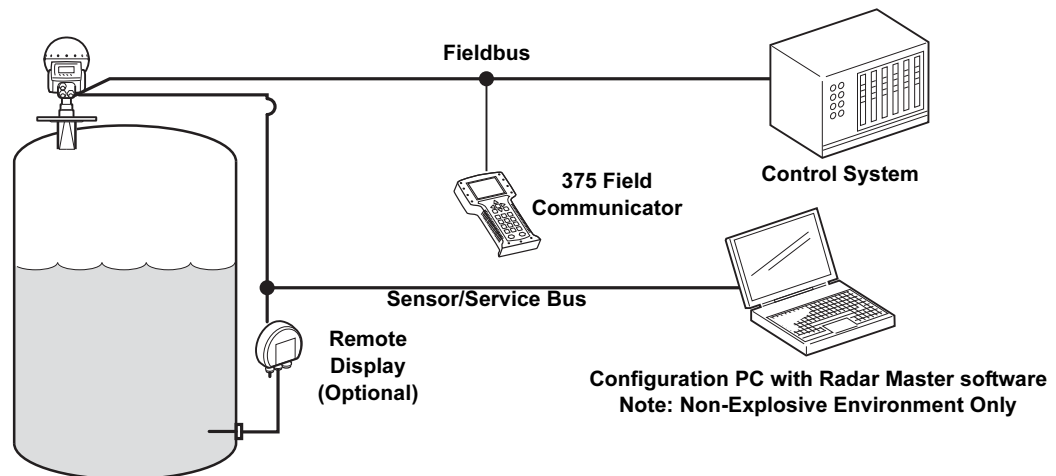 Fieldbus
375 Field
Communicator
Control System
Sensor/Service Bus
Remote
Display
(Optional)
Configuration PC with Radar Master software
Note: Non-Explosive Environment Only